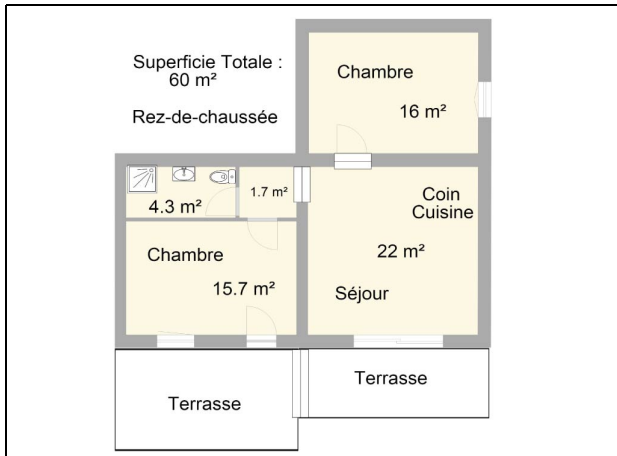 Superficie Totale :
60 m²
Rez-de-chaussée
Chambre
16 m²
4.3 m²
1.7 m²
Coin
Cuisine
22 m²
Séjour
Chambre
15.7 m²
Terrasse
Terrasse